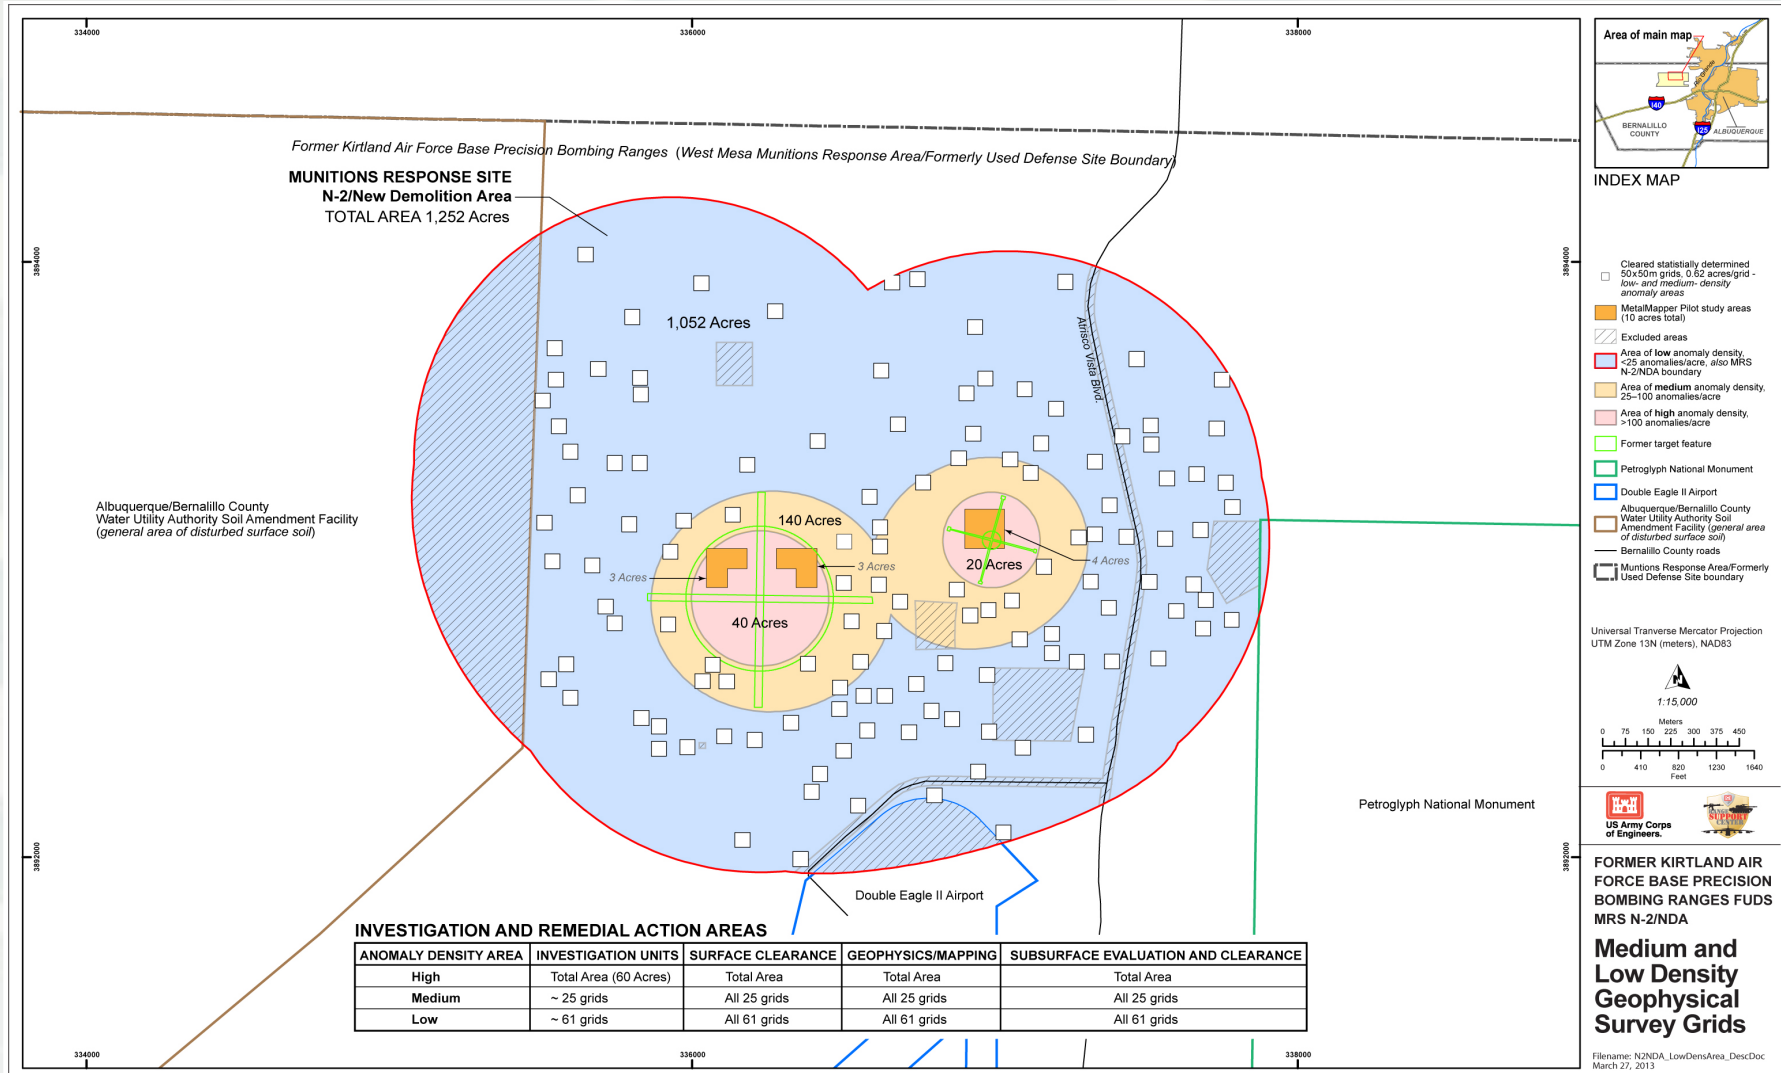 334000
336000
338000
3894000
3894000
3892000
3892000
334000
336000
338000
Former Kirtland Air Force Base Precision Bombing Ranges (West Mesa Munitions Response Area/Formerly Used Defense Site Boundary)
MUNITIONS RESPONSE SITE
N-2/New Demolition Area
TOTAL AREA 1,252 Acres
1,052 Acres
Atrisco Vista Blvd.
140 Acres
3 Acres
3 Acres
40 Acres
20 Acres
4 Acres
Albuquerque/Bernalillo County
Water Utility Authority Soil Amendment Facility
(general area of disturbed surface soil)
Petroglyph National Monument
Double Eagle II Airport
INVESTIGATION AND REMEDIAL ACTION AREAS
ANOMALY DENSITY AREA INVESTIGATION UNITS SURFACE CLEARANCE GEOPHYSICS/MAPPING SUBSURFACE EVALUATION AND CLEARANCE
High Total Area (60 Acres) Total Area Total Area Total Area
Medium ~ 25 grids All 25 grids All 25 grids All 25 grids
Low ~ 61 grids All 61 grids All 61 grids All 61 grids
Area of main map
Rio Grande
I40
BERNALILLO
COUNTY
I25
ALBUQUERQUE
INDEX MAP
Cleared statistially determined
50x50m grids, 0.62 acres/grid -
low- and medium- density
anomaly areas
MetalMapper Pilot study areas
(10 acres total)
Excluded areas
Area of low anomaly density,
<25 anomalies/acre, also MRS
N-2/NDA boundary
Area of medium anomaly density,
25–100 anomalies/acre
Area of high anomaly density,
>100 anomalies/acre
Former target feature
Petroglyph National Monument
Double Eagle II Airport
Albuquerque/Bernalillo County
Water Utility Authority Soil
Amendment Facility (general area
of disturbed surface soil)
Bernalillo County roads
Muntions Response Area/Formerly
Used Defense Site boundary
Universal Tranverse Mercator Projection
UTM Zone 13N (meters), NAD83
N
1:15,000
Meters
0 75 150 225 300 375 450
0 410 820 1230 1640
Feet
US Army Corps
of Engineers.
RANGE
SUPPORT
CENTER
FORMER KIRTLAND AIR
FORCE BASE PRECISION
BOMBING RANGES FUDS
MRS N-2/NDA
Medium and
Low Density
Geophysical
Survey Grids
Filename: N2NDA_LowDensArea_DescDoc
March 27, 2013